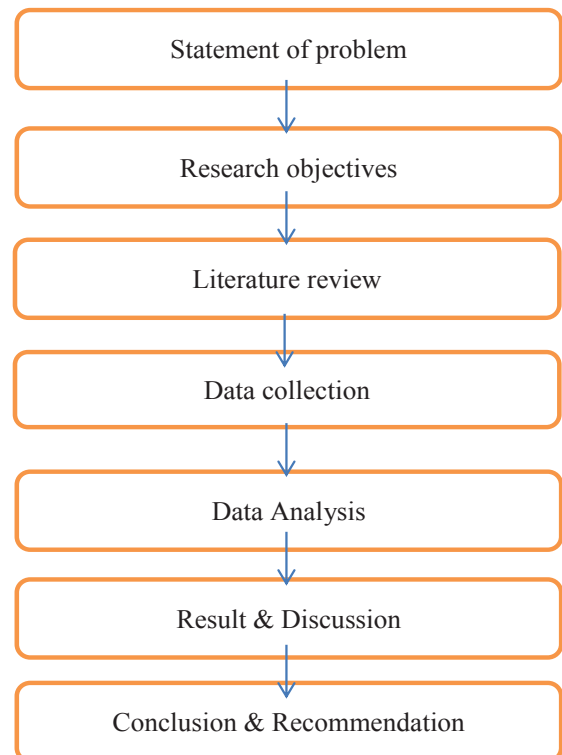 Statement of problem
Research objectives
Literature review
Data collection
Data Analysis
Result & Discussion
Conclusion & Recommendation